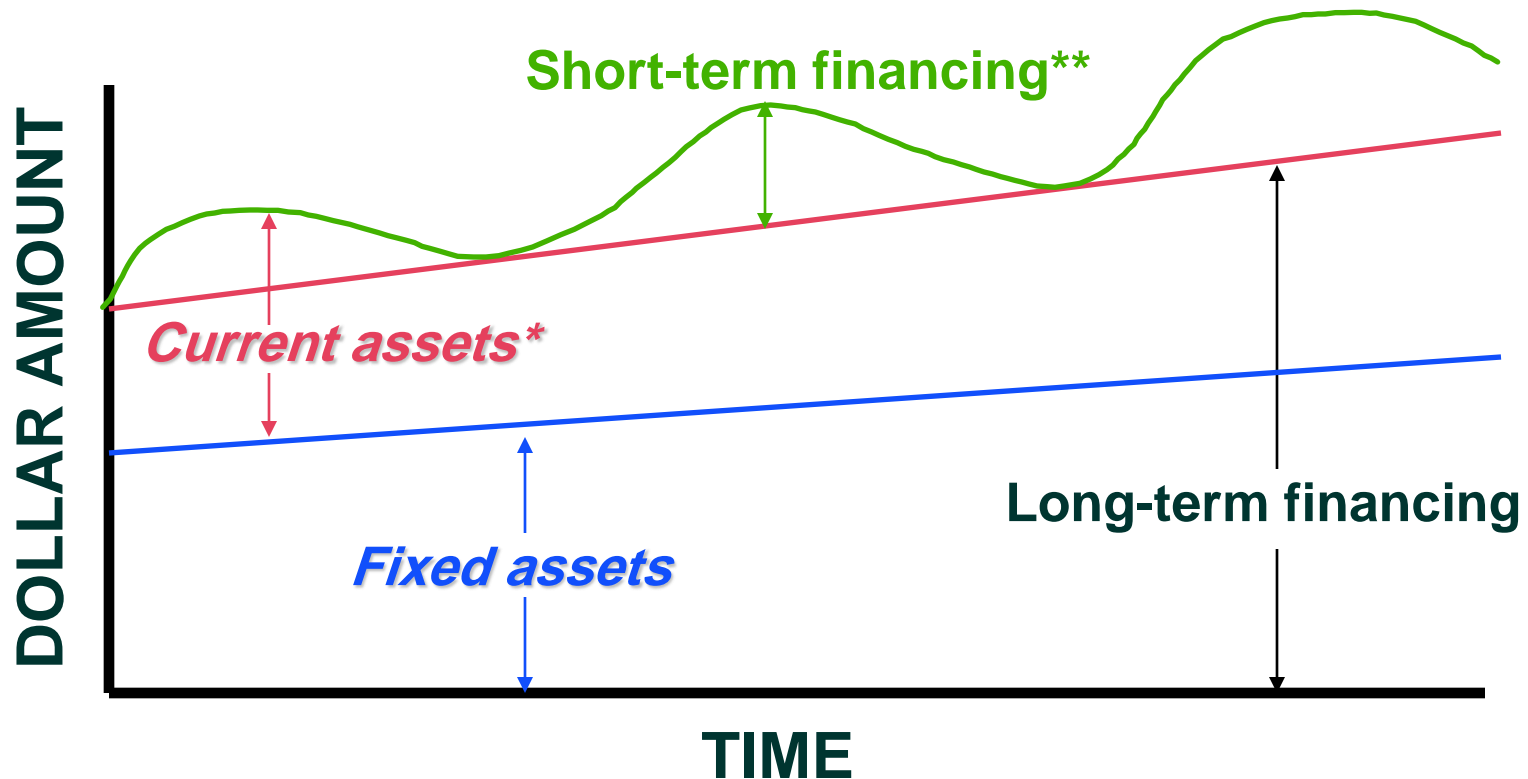 Short-term financing**
DOLLAR AMOUNT
Current assets*
Long-term financing
Fixed assets
TIME